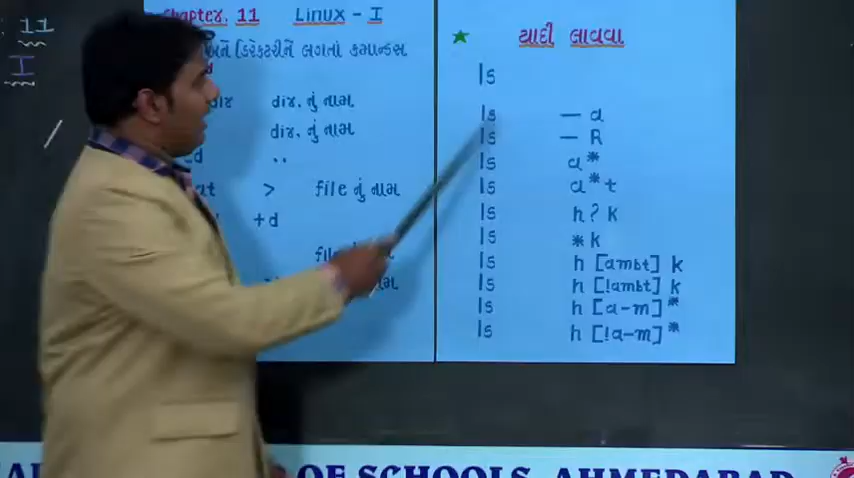 11
I
Chapter. 11 Linux - I
અને ડિરેક્ટરીને લગતાં કમાન્ડસ
dir. નું નામ
dir. નું નામ
..
> file નું નામ
+d
★ યાદી લાવવા
ls
ls - a
ls - R
ls a*
ls a*t
ls h?k
ls *k
ls h [ambt] k
ls h [!ambt] k
ls h [a-m]*
ls h [!a-m]*
OF SCHOOLS, AHMEDABAD